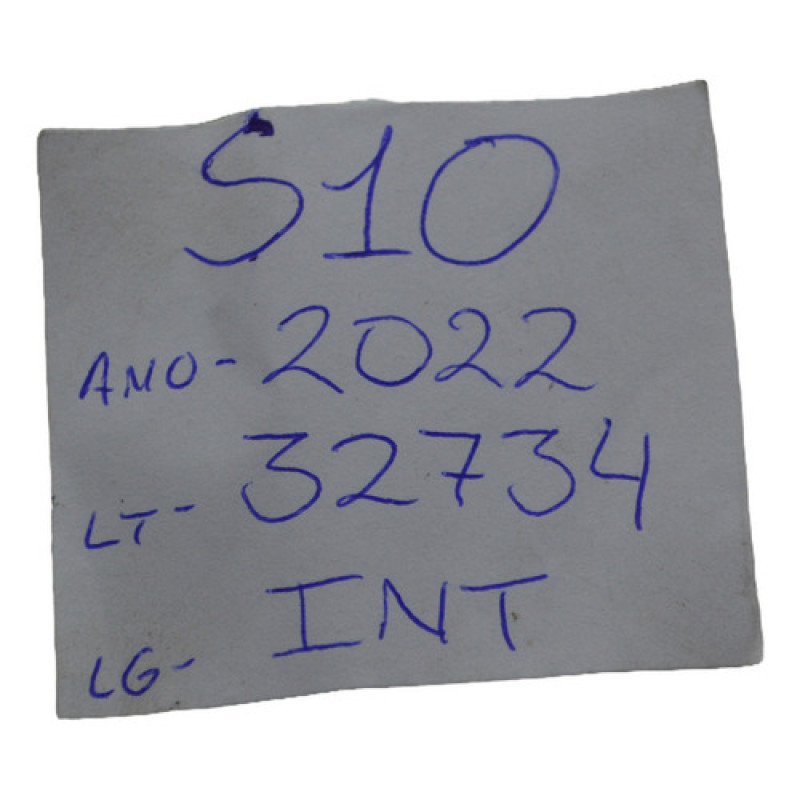 S10
ANO- 2022
LT- 32734
LG- INT